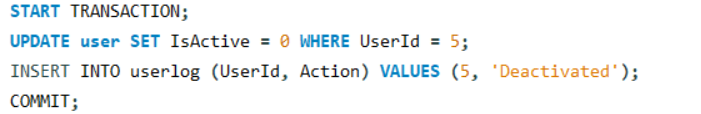 START TRANSACTION;
UPDATE user SET IsActive = 0 WHERE UserId = 5;
INSERT INTO userlog (UserId, Action) VALUES (5, 'Deactivated');
COMMIT;